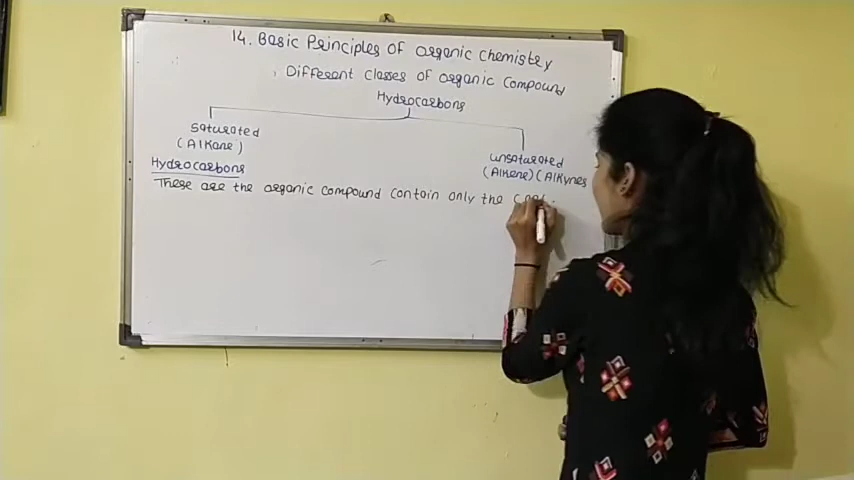 14. Basic Principles Of organic Chemistry
Different Classes of organic Compound
Hydrocarbons
saturated
(Alkane)
unsaturated
(Alkene) (Alkynes
Hydrocarbons
These are the organic compound contain only the